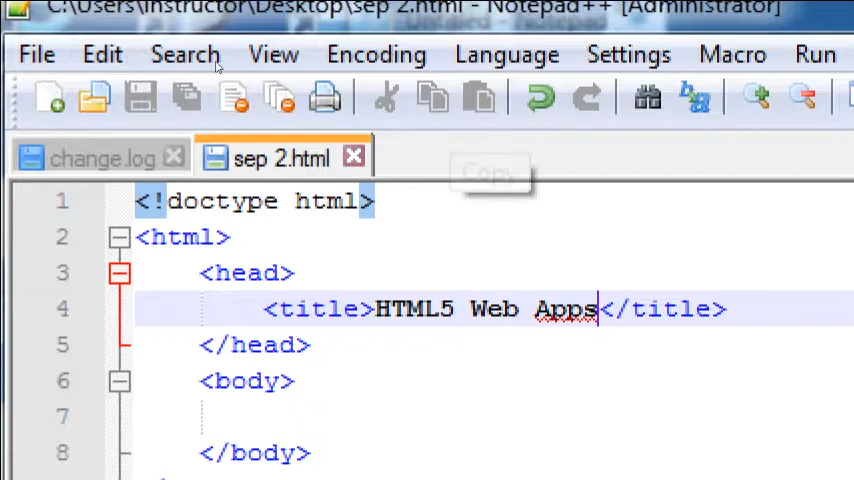 C:\Users\instructor\Desktop\sep 2.html - Notepad++ [Administrator]
File Edit Search View Encoding Language Settings Macro Run
change.log sep 2.html
Copy
1 <!doctype html>
2 <html>
3 <head>
4 <title>HTML5 Web Apps</title>
5 </head>
6 <body>
7
8 </body>